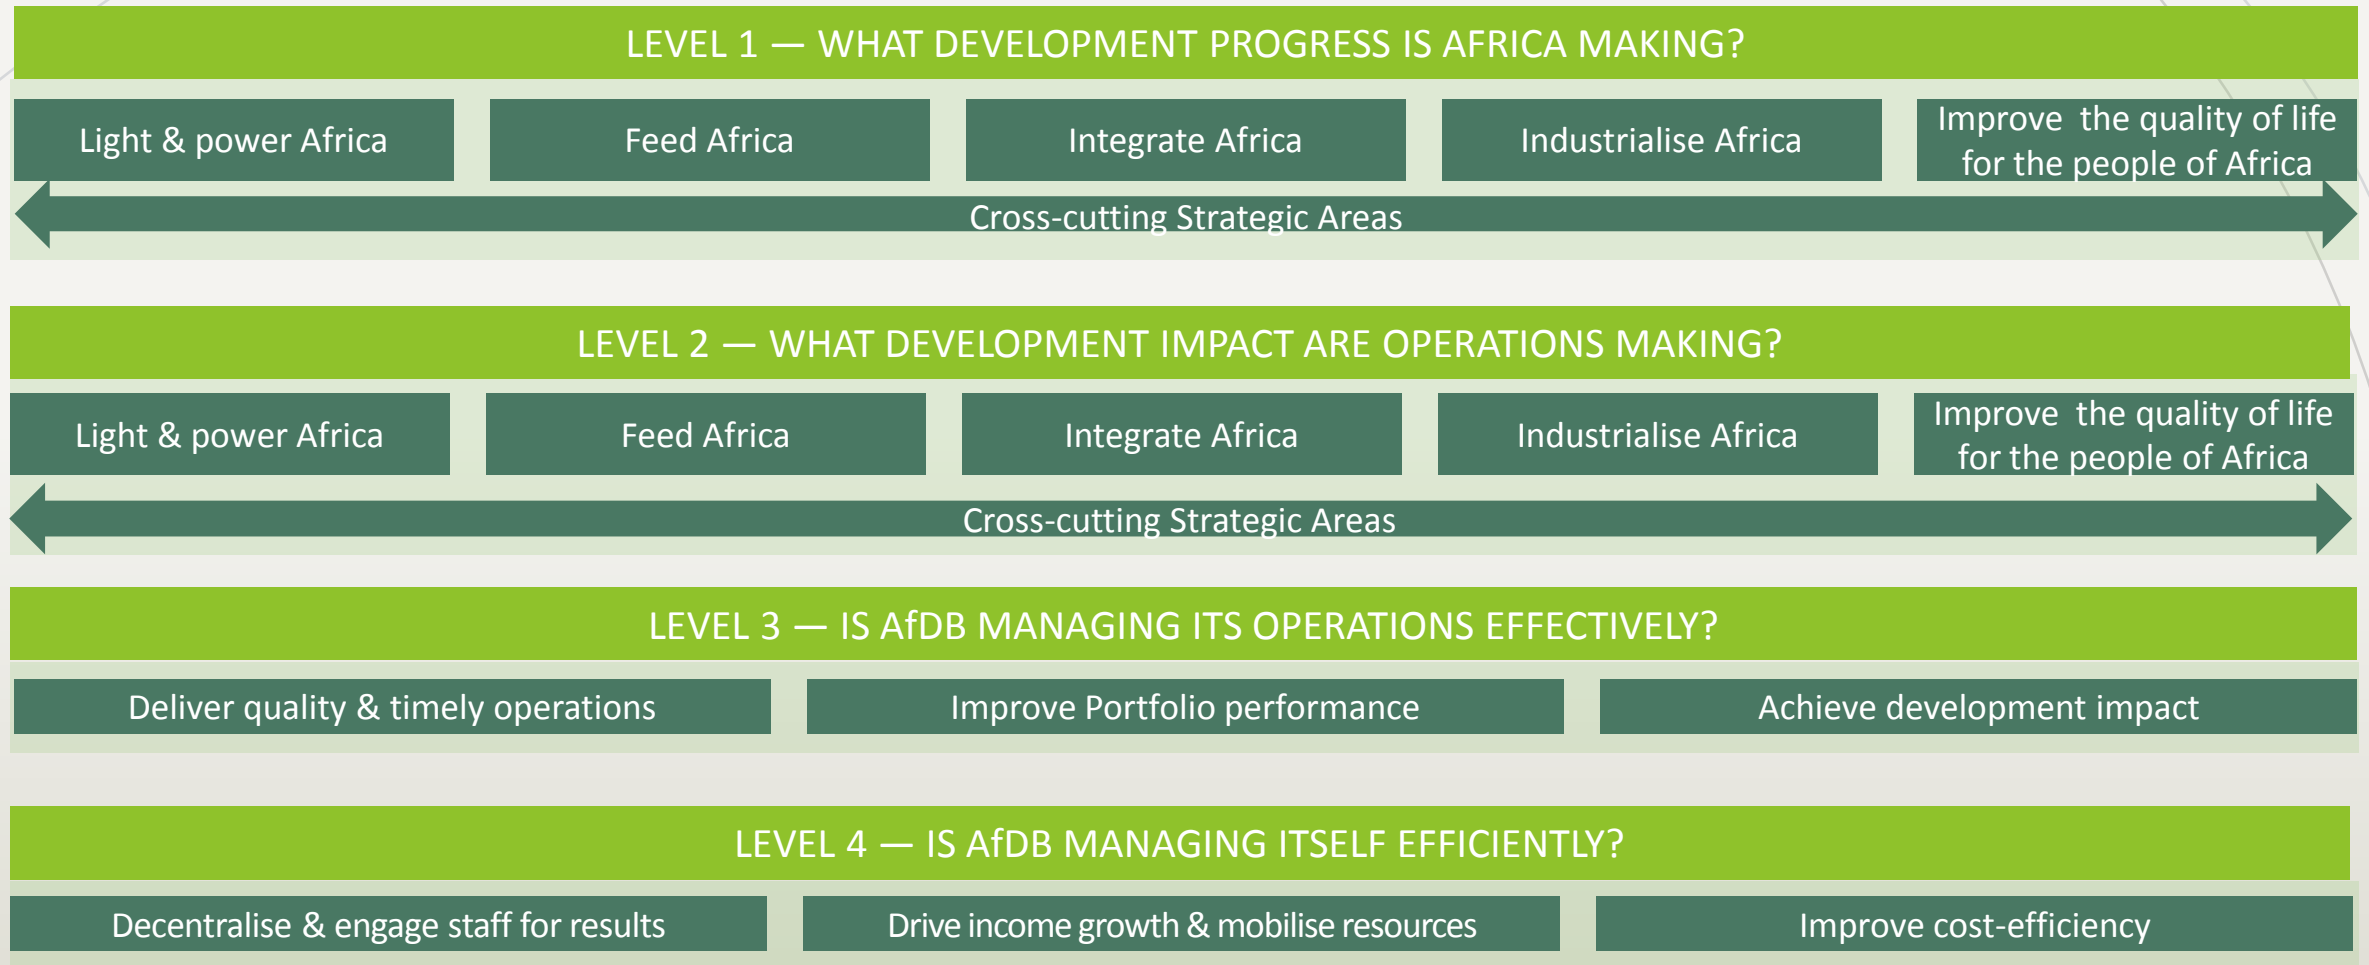 LEVEL 1 — WHAT DEVELOPMENT PROGRESS IS AFRICA MAKING?
Light & power Africa
Feed Africa
Integrate Africa
Industrialise Africa
Improve the quality of life
for the people of Africa
Cross-cutting Strategic Areas
LEVEL 2 — WHAT DEVELOPMENT IMPACT ARE OPERATIONS MAKING?
Light & power Africa
Feed Africa
Integrate Africa
Industrialise Africa
Improve the quality of life
for the people of Africa
Cross-cutting Strategic Areas
LEVEL 3 — IS AfDB MANAGING ITS OPERATIONS EFFECTIVELY?
Deliver quality & timely operations
Improve Portfolio performance
Achieve development impact
LEVEL 4 — IS AfDB MANAGING ITSELF EFFICIENTLY?
Decentralise & engage staff for results
Drive income growth & mobilise resources
Improve cost-efficiency